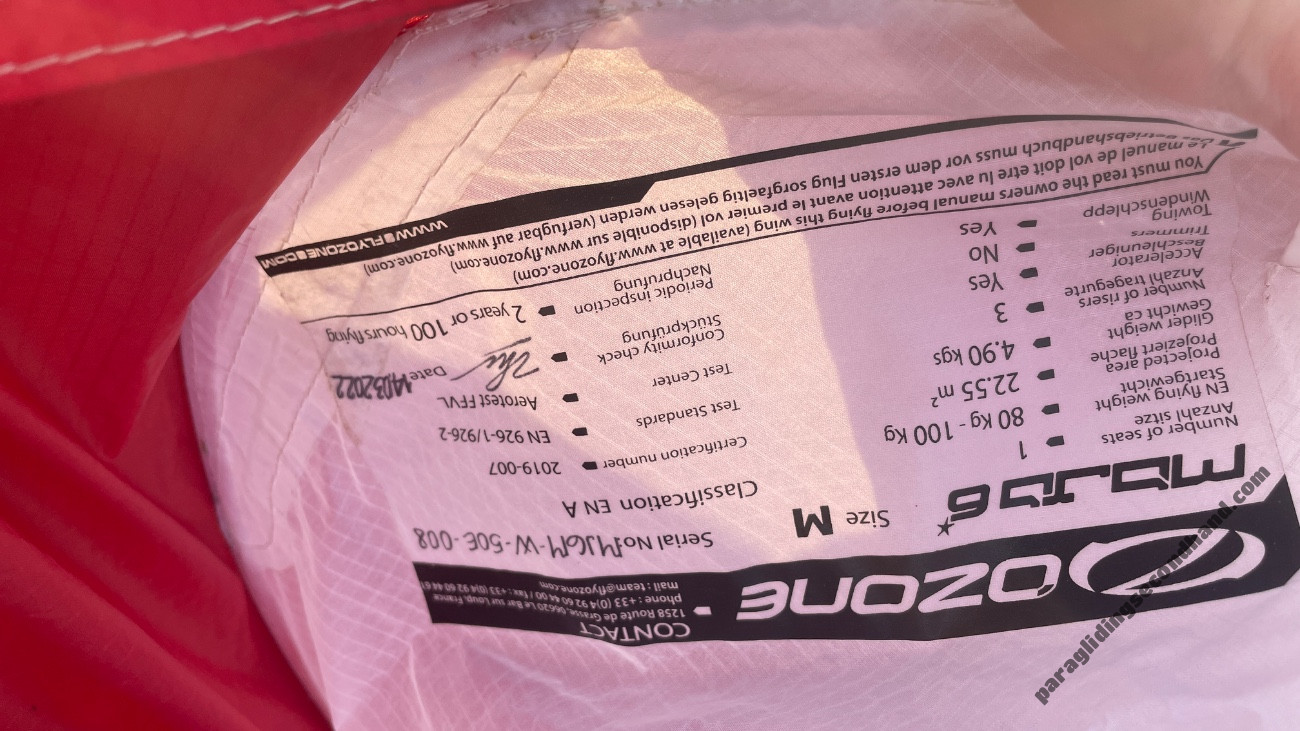 OZONE
CONTACT
1258 Route de Grasse, 06620 Le Bar sur Loup, France
phone : +33 (0)4 92 60 44 00 / fax : +33 (0)4 92 60 44 61
mail : team@flyozone.com
MOJO 6
Size M
Number of seats 1
Anzahl sitze
EN flying weight 80 kg - 100 kg
Startgewicht
Projected area 22.55 m²
Projeziert flache
Glider weight 4.90 kgs
Gewicht ca
Number of risers 3
Anzahl tragegurte
Accelerator Yes
Beschleuniger
Trimmers No
Towing Yes
Windenschlepp
Serial No MJ6M-W-50E-008
Classification EN A
Certification number 2019-007
Test Standards EN 926-1/926-2
Test Center Aerotest FFVL
Conformity check Date 14032022
Stückprüfung
Periodic inspection 2 years or 100 hours flying
Nachprüfung
You must read the owners manual before flying this wing (available at www.flyozone.com)
Le manuel de vol doit etre lu avec attention avant le premier vol (disponible sur www.flyozone.com)
Das Betriebshandbuch muss vor dem ersten Flug sorgfaeltig gelesen werden (verfugbar auf www.flyozone.com)
WWW.FLYOZONE.COM
paraglidingsecondhand.com